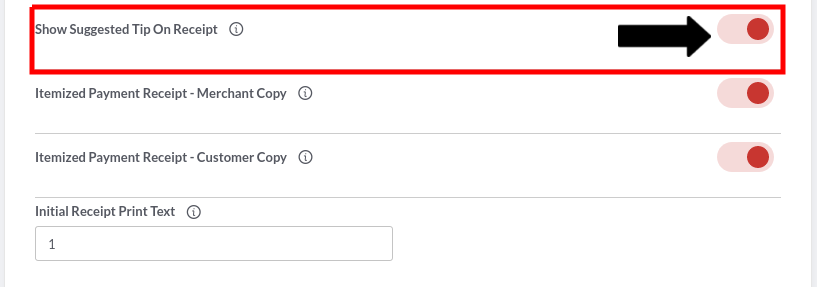 Show Suggested Tip On Receipt
Itemized Payment Receipt - Merchant Copy
Itemized Payment Receipt - Customer Copy
Initial Receipt Print Text
1